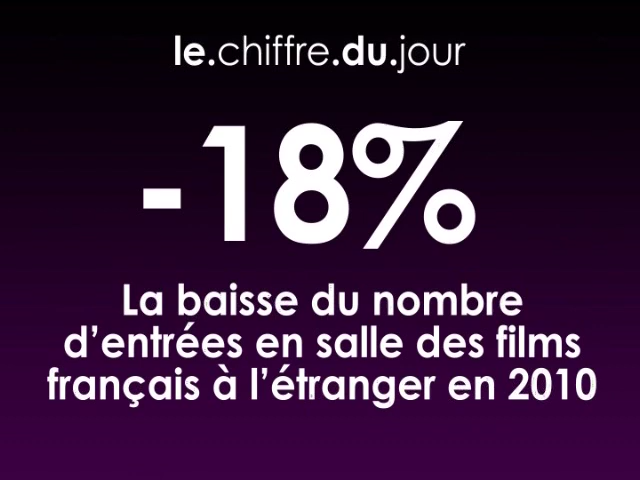 le.chiffre.du.jour
-18%
La baisse du nombre
d'entrées en salle des films
français à l'étranger en 2010